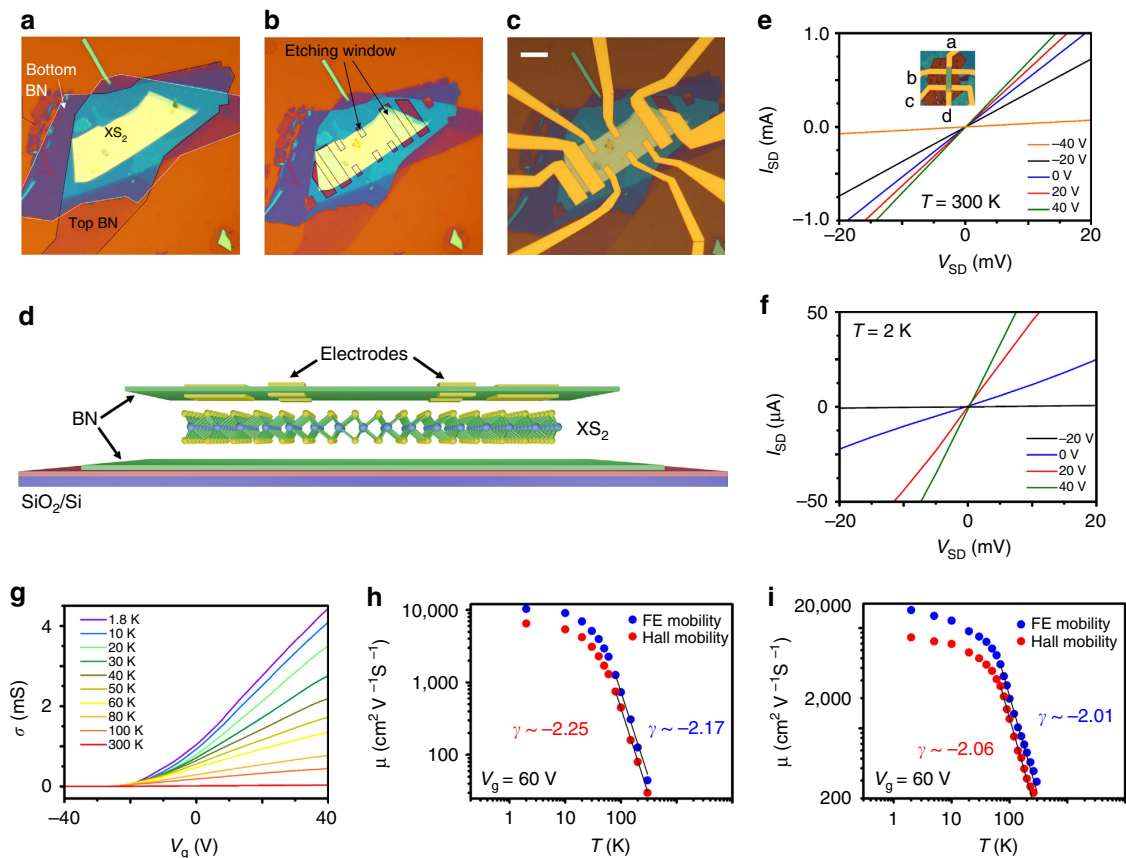 a
b
c
Bottom
BN
XS2
Top BN
Etching window
d
Electrodes
BN
XS2
SiO2/Si
e
1.0
0.0
−1.0
ISD (mA)
a
b
c
d
−40 V
−20 V
0 V
20 V
40 V
T = 300 K
−20
0
20
VSD (mV)
f
50
0
−50
ISD (µA)
T = 2 K
−20 V
0 V
20 V
40 V
−20
0
20
VSD (mV)
g
4
0
σ (mS)
1.8 K
10 K
20 K
30 K
40 K
50 K
60 K
80 K
100 K
300 K
−40
0
40
Vg (V)
h
10,000
1,000
100
µ (cm2 V −1S−1)
FE mobility
Hall mobility
γ ~ −2.25
γ ~ −2.17
Vg = 60 V
1
10
100
T (K)
i
20,000
2,000
200
µ (cm2 V −1S−1)
FE mobility
Hall mobility
γ ~ −2.01
γ ~ −2.06
Vg = 60 V
1
10
100
T (K)